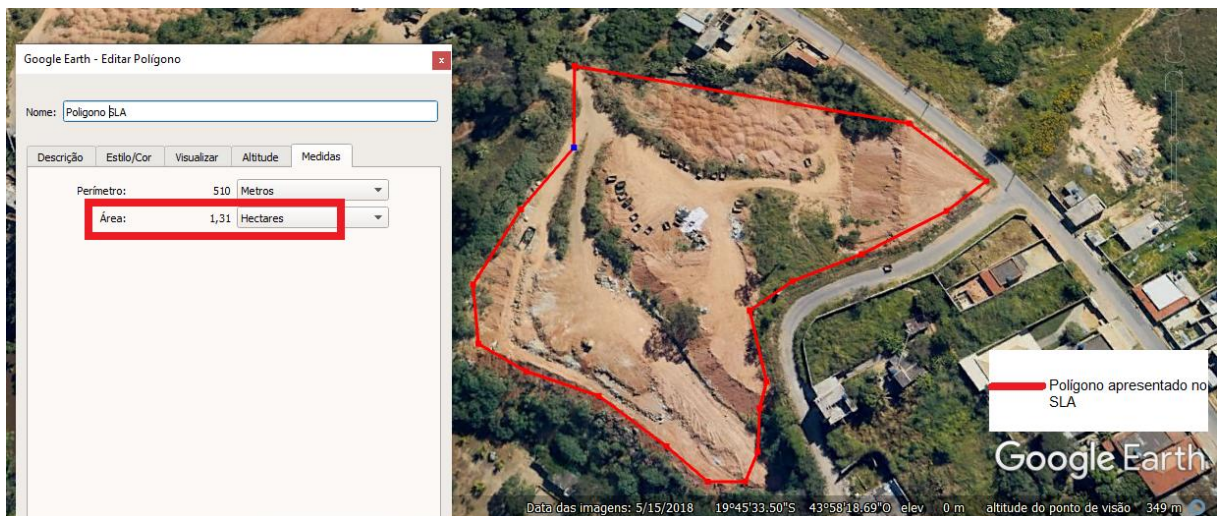 Google Earth - Editar Polígono
x
Nome: Poligono SLA
Descrição Estilo/Cor Visualizar Altitude Medidas
Perímetro: 510 Metros
Área: 1,31 Hectares
Polígono apresentado no
SLA
Google Earth
Data das imagens: 5/15/2018 19°45'33.50"S 43°58'18.69"O elev 0 m altitude do ponto de visão 349 m